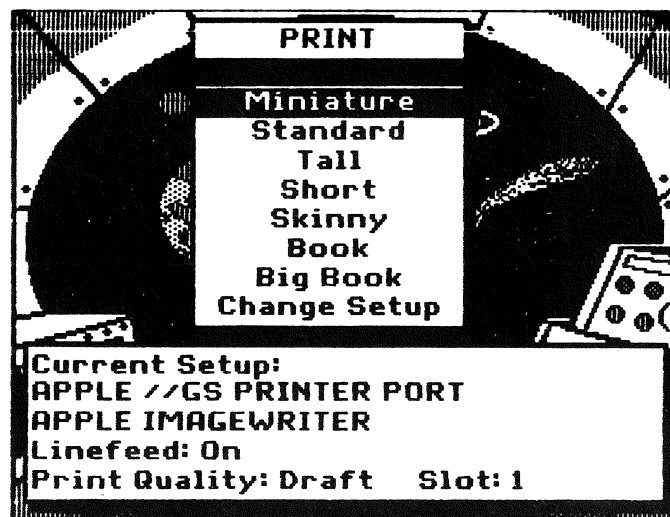 PRINT
Miniature
Standard
Tall
Short
Skinny
Book
Big Book
Change Setup
Current Setup:
APPLE //GS PRINTER PORT
APPLE IMAGEWRITER
Linefeed: On
Print Quality: Draft Slot: 1